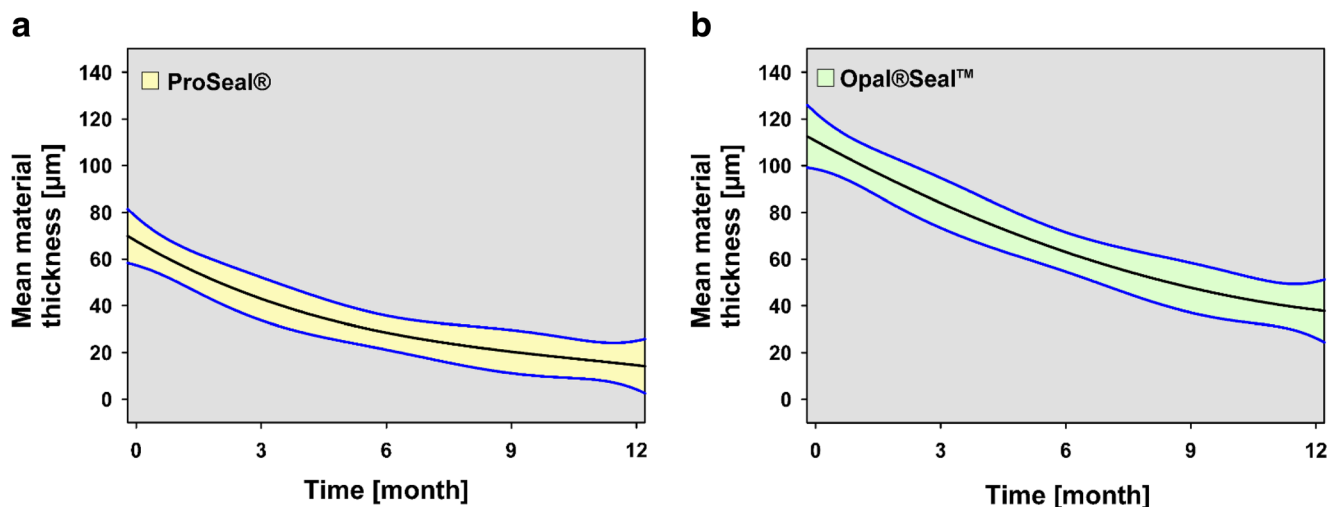 a
ProSeal®
Mean material
thickness [µm]
140
120
100
80
60
40
20
0
0 3 6 9 12
Time [month]
b
Opal®Seal™
Mean material
thickness [µm]
140
120
100
80
60
40
20
0
0 3 6 9 12
Time [month]